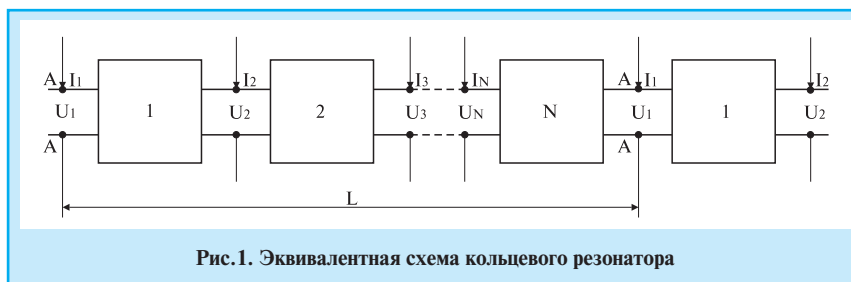 A I1 I2 I3 IN A I1 I2
U1 1 U2 2 U3 UN N U1 1 U2
A A
L
Рис.1. Эквивалентная схема кольцевого резонатора